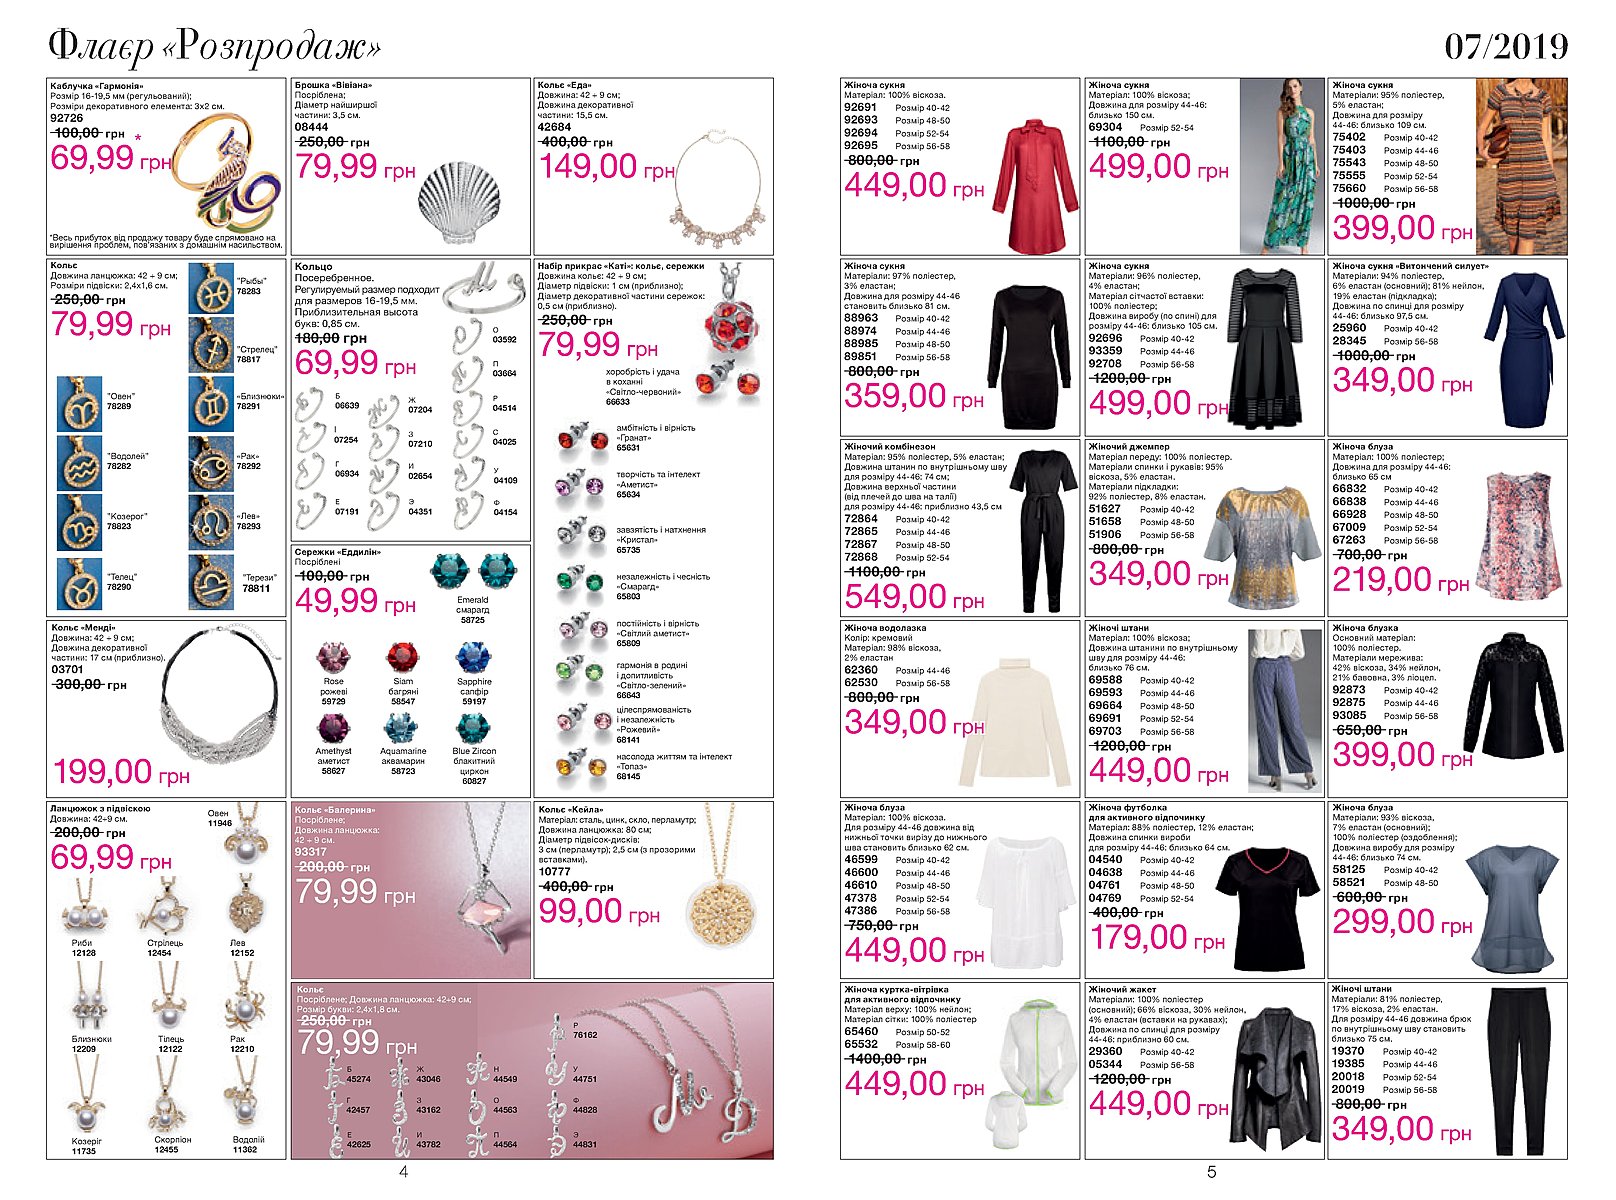 Флаєр «Розпродаж»
07/2019
Каблучка «Гармонія»
Розмір 16-19,5 мм (регульований);
Розміри декоративного елемента: 3х2 см.
92726
100,00 грн
*
69,99 грн
*Весь прибуток від продажу товару буде спрямовано на
вирішення проблем, пов'язаних з домашнім насильством.
Брошка «Вівіана»
Посріблена;
Діаметр найширшої
частини: 3,5 см.
08444
250,00 грн
79,99 грн
Кольє «Еда»
Довжина: 42 + 9 см;
Довжина декоративної
частини: 15,5 см.
42684
400,00 грн
149,00 грн
Кольє
Довжина ланцюжка: 42 + 9 см;
Розміри підвіски: 2,4х1,6 см.
250,00 грн
79,99 грн
"Рыбы"
78283
"Стрелец"
78817
"Овен"
78289
«Близнюки»
78291
"Водолей"
78282
«Рак»
78292
"Козерог"
78823
«Лев»
78293
"Телец"
78290
"Терези"
78811
Кольцо
Посеребренное.
Регулируемый размер подходит
для размеров 16-19,5 мм.
Приблизительная высота
букв: 0,85 см.
180,00 грн
69,99 грн
О
03592
П
03664
Б
06639
Ж
07204
Р
04514
І
07254
З
07210
С
04025
Г
06934
И
02654
У
04109
Е
07191
Э
04351
Ф
04154
Набір прикрас «Каті»: кольє, сережки
Довжина кольє: 42 + 9 см;
Діаметр підвіски: 1 см (приблизно);
Діаметр декоративної частини сережок:
0,5 см (приблизно).
250,00 грн
79,99 грн
хоробрість і удача
в коханні
«Світло-червоний»
66633
амбітність і вірність
«Гранат»
65631
творчість та інтелект
«Аметист»
65634
завзятість і натхнення
«Кристал»
65735
незалежність і чесність
«Смарагд»
65803
постійність і вірність
«Світлий аметист»
65809
гармонія в родині
і допитливість
«Світло-зелений»
66643
цілеспрямованість
і незалежність
«Рожевий»
68141
насолода життям та інтелект
«Топаз»
68145
Сережки «Еддилін»
Посріблені
100,00 грн
49,99 грн
Emerald
смарагд
58725
Rose
рожеві
59729
Siam
багряні
58547
Sapphire
сапфір
59197
Amethyst
аметист
58627
Aquamarine
аквамарин
58723
Blue Zircon
блакитний
циркон
60827
Кольє «Менді»
Довжина: 42 + 9 см;
Довжина декоративної
частини: 17 см (приблизно).
03701
300,00 грн
199,00 грн
Ланцюжок з підвіскою
Довжина: 42+9 см.
200,00 грн
69,99 грн
Овен
11946
Риби
12128
Стрілець
12454
Лев
12152
Близнюки
12209
Тілець
12122
Рак
12210
Козеріг
11735
Скорпіон
12455
Водолій
11362
Кольє «Балерина»
Посріблене;
Довжина ланцюжка:
42 + 9 см.
93317
200,00 грн
79,99 грн
Кольє «Кейла»
Матеріал: сталь, цинк, скло, перламутр;
Довжина ланцюжка: 80 см;
Діаметр підвісок-дисків:
3 см (перламутр); 2,5 см (з прозорими
вставками).
10777
400,00 грн
99,00 грн
Кольє
Посріблене; Довжина ланцюжка: 42+9 см;
Розмір букви: 2,4х1,8 см.
250,00 грн
79,99 грн
Р
76162
Б
45274
Ж
43046
Н
44549
У
44751
Г
42457
З
43162
О
44563
Ф
44828
Е
42625
И
43782
П
44564
Э
44831
4
Жіноча сукня
Матеріал: 100% віскоза.
92691 Розмір 40-42
92693 Розмір 48-50
92694 Розмір 52-54
92695 Розмір 56-58
800,00 грн
449,00 грн
Жіноча сукня
Матеріал: 100% віскоза;
Довжина для розміру 44-46:
близько 150 см.
69304 Розмір 52-54
1100,00 грн
499,00 грн
Жіноча сукня
Матеріали: 95% поліестер,
5% еластан;
Довжина для розміру
44-46: близько 109 см.
75402 Розмір 40-42
75403 Розмір 44-46
75543 Розмір 48-50
75555 Розмір 52-54
75660 Розмір 56-58
1000,00 грн
399,00 грн
Жіноча сукня
Матеріали: 97% поліестер,
3% еластан;
Довжина для розміру 44-46
становить близько 81 см.
88963 Розмір 40-42
88974 Розмір 44-46
88985 Розмір 48-50
89851 Розмір 56-58
800,00 грн
359,00 грн
Жіноча сукня
Матеріали: 96% поліестер,
4% еластан;
Матеріал сітчастої вставки:
100% поліестер;
Довжина виробу (по спині) для
розміру 44-46: близько 105 см.
92696 Розмір 40-42
93359 Розмір 44-46
92708 Розмір 56-58
1200,00 грн
499,00 грн
Жіноча сукня «Витончений силует»
Матеріал: 94% поліестер,
6% еластан (основний); 81% нейлон,
19% еластан (підкладка);
Довжина по спинці для розміру
44-46: близько 97,5 см.
25960 Розмір 40-42
28345 Розмір 56-58
1000,00 грн
349,00 грн
Жіночий комбінезон
Матеріал: 95% поліестер, 5% еластан;
Довжина штанин по внутрішньому шву
для розміру 44-46: 74 см;
Довжина верхньої частини
(від плечей до шва на талії)
для розміру 44-46: приблизно 43,5 см
72864 Розмір 40-42
72865 Розмір 44-46
72867 Розмір 48-50
72868 Розмір 52-54
1100,00 грн
549,00 грн
Жіночий джемпер
Матеріал переду: 100% поліестер.
Матеріали спинки і рукавів: 95%
віскоза, 5% еластан.
Матеріали підкладки:
92% поліестер, 8% еластан.
51627 Розмір 40-42
51658 Розмір 48-50
51906 Розмір 56-58
800,00 грн
349,00 грн
Жіноча блуза
Матеріал: 100% поліестер;
Довжина для розміру 44-46:
близько 65 см
66832 Розмір 40-42
66838 Розмір 44-46
66928 Розмір 48-50
67009 Розмір 52-54
67263 Розмір 56-58
700,00 грн
219,00 грн
Жіноча водолазка
Колір: кремовий
Матеріал: 98% віскоза,
2% еластан
62360 Розмір 44-46
62530 Розмір 56-58
800,00 грн
349,00 грн
Жіночі штани
Матеріал: 100% віскоза;
Довжина штанини по внутрішньому
шву для розміру 44-46:
близько 76 см.
69588 Розмір 40-42
69593 Розмір 44-46
69664 Розмір 48-50
69691 Розмір 52-54
69703 Розмір 56-58
1200,00 грн
449,00 грн
Жіноча блузка
Основний матеріал:
100% поліестер.
Матеріали мережива:
42% віскоза, 34% нейлон,
21% бавовна, 3% ліоцел.
92873 Розмір 40-42
92875 Розмір 44-46
93085 Розмір 56-58
650,00 грн
399,00 грн
Жіноча блуза
Матеріал: 100% віскоза.
Для розміру 44-46 довжина від
нижньої точки вирізу до нижнього
шва становить близько 62 см.
46599 Розмір 40-42
46600 Розмір 44-46
46610 Розмір 48-50
47378 Розмір 52-54
47386 Розмір 56-58
750,00 грн
449,00 грн
Жіноча футболка
для активного відпочинку
Матеріал: 88% поліестер, 12% еластан;
Довжина спинки вироби
для розміру 44-46: близько 64 см.
04540 Розмір 40-42
04638 Розмір 44-46
04761 Розмір 48-50
04769 Розмір 52-54
400,00 грн
179,00 грн
Жіноча блуза
Матеріали: 93% віскоза,
7% еластан (основний);
100% поліестер (оздоблення);
Довжина виробу для розміру
44-46: близько 74 см.
58125 Розмір 40-42
58521 Розмір 48-50
600,00 грн
299,00 грн
Жіноча куртка-вітрівка
для активного відпочинку
Матеріал верху: 100% нейлон;
Матеріал сітки: 100% поліестер
65460 Розмір 50-52
65532 Розмір 58-60
1400,00 грн
449,00 грн
Жіночий жакет
Матеріали: 100% поліестер
(основний); 66% віскоза, 30% нейлон,
4% еластан (вставки на рукавах);
Довжина по спинці для розміру
44-46: приблизно 60 см.
29360 Розмір 40-42
05344 Розмір 56-58
1200,00 грн
449,00 грн
Жіночі штани
Матеріали: 81% поліестер,
17% віскоза, 2% еластан.
Для розміру 44-46 довжина брюк
по внутрішньому шву становить
близько 75 см.
19370 Розмір 40-42
19385 Розмір 44-46
20018 Розмір 52-54
20019 Розмір 56-58
800,00 грн
349,00 грн
5